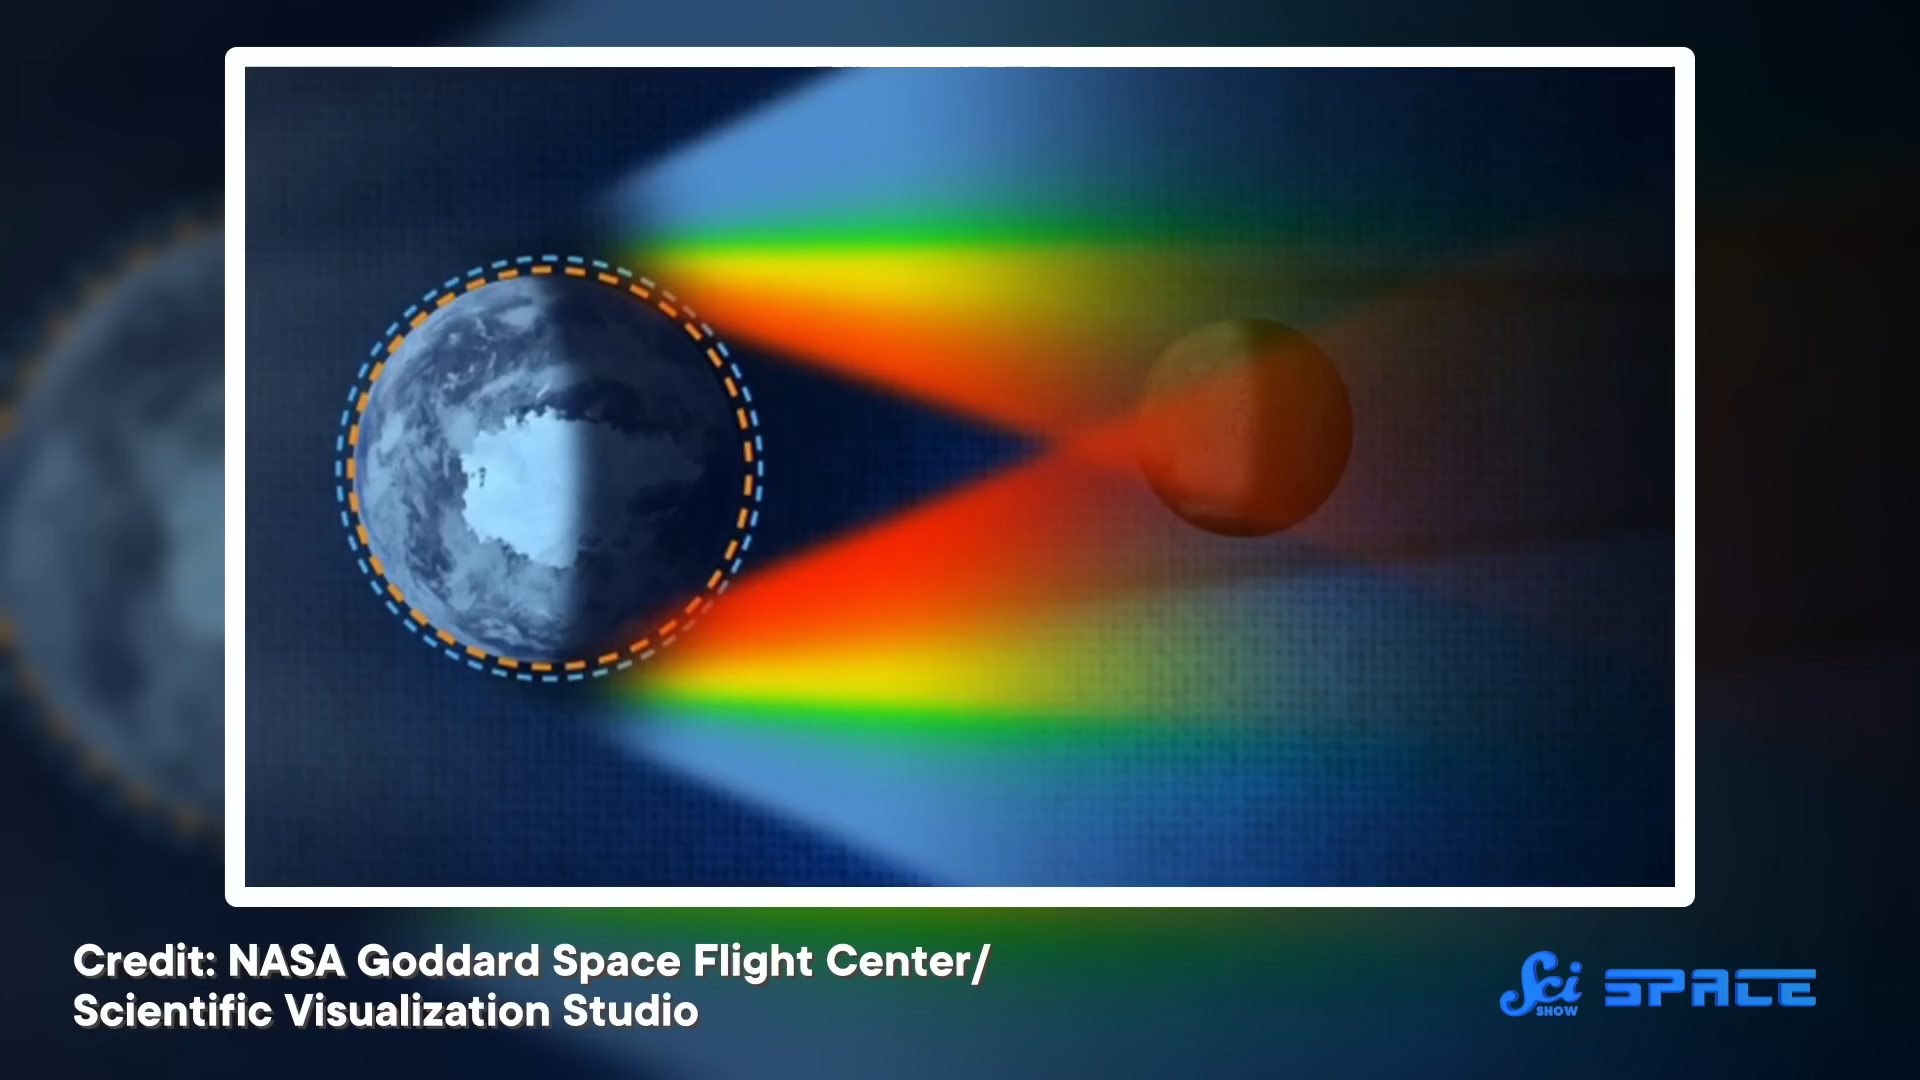 Credit: NASA Goddard Space Flight Center/
Scientific Visualization Studio
Sci SHOW SPACE